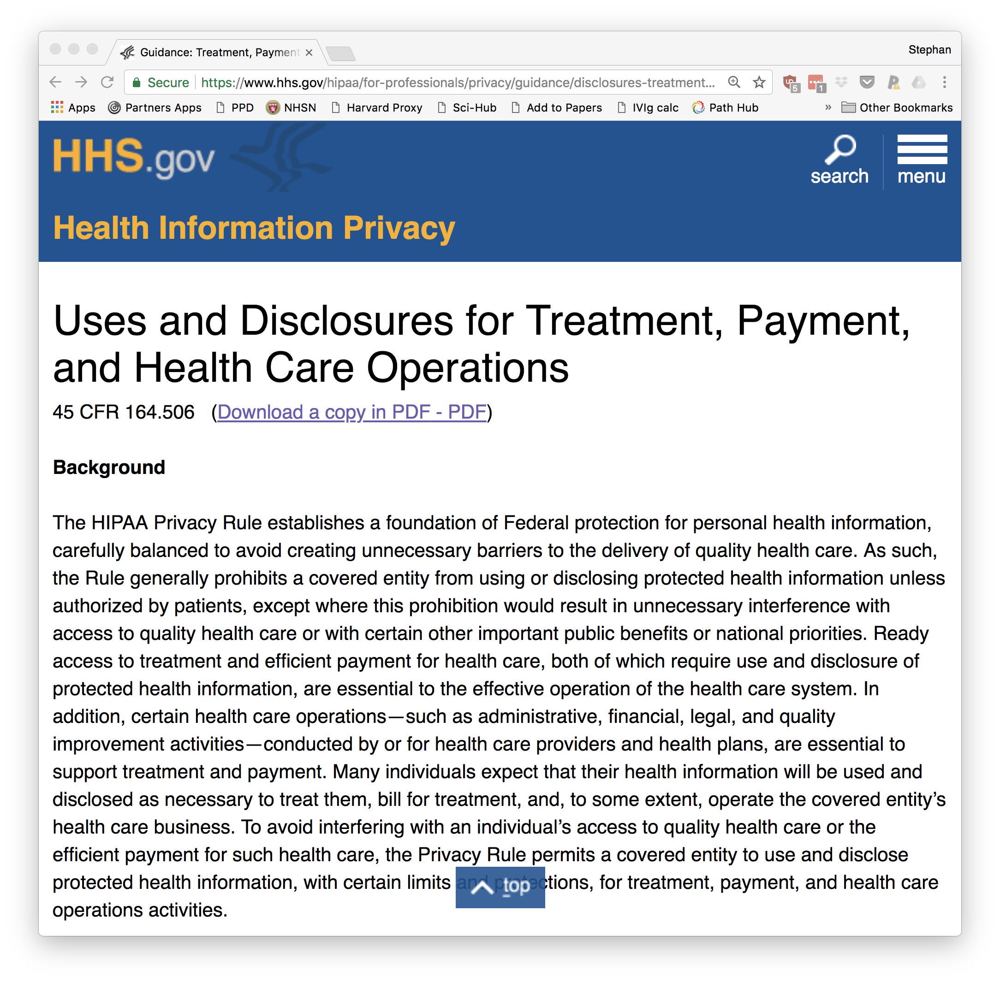 Guidance: Treatment, Payment
Stephan
Secure https://www.hhs.gov/hipaa/for-professionals/privacy/guidance/disclosures-treatment...
5
1
Apps Partners Apps PPD NHSN Harvard Proxy Sci-Hub Add to Papers IVIg calc Path Hub » Other Bookmarks
HHS.gov
search menu
Health Information Privacy
Uses and Disclosures for Treatment, Payment,
and Health Care Operations
45 CFR 164.506 (Download a copy in PDF - PDF)
Background
The HIPAA Privacy Rule establishes a foundation of Federal protection for personal health information,
carefully balanced to avoid creating unnecessary barriers to the delivery of quality health care. As such,
the Rule generally prohibits a covered entity from using or disclosing protected health information unless
authorized by patients, except where this prohibition would result in unnecessary interference with
access to quality health care or with certain other important public benefits or national priorities. Ready
access to treatment and efficient payment for health care, both of which require use and disclosure of
protected health information, are essential to the effective operation of the health care system. In
addition, certain health care operations—such as administrative, financial, legal, and quality
improvement activities—conducted by or for health care providers and health plans, are essential to
support treatment and payment. Many individuals expect that their health information will be used and
disclosed as necessary to treat them, bill for treatment, and, to some extent, operate the covered entity’s
health care business. To avoid interfering with an individual’s access to quality health care or the
efficient payment for such health care, the Privacy Rule permits a covered entity to use and disclose
protected health information, with certain limits and protections, for treatment, payment, and health care
top
operations activities.